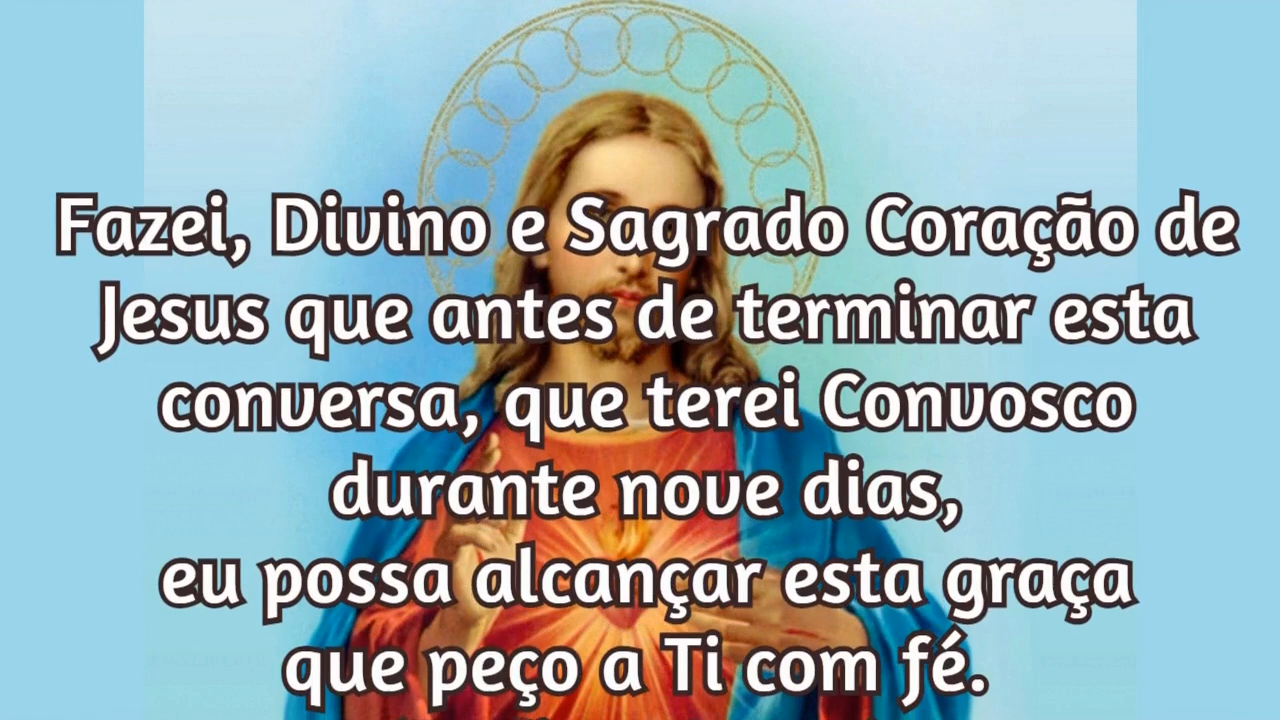 Fazei, Divino e Sagrado Coração de
Jesus que antes de terminar esta
conversa, que terei Convosco
durante nove dias,
eu possa alcançar esta graça
que peço a Ti com fé.